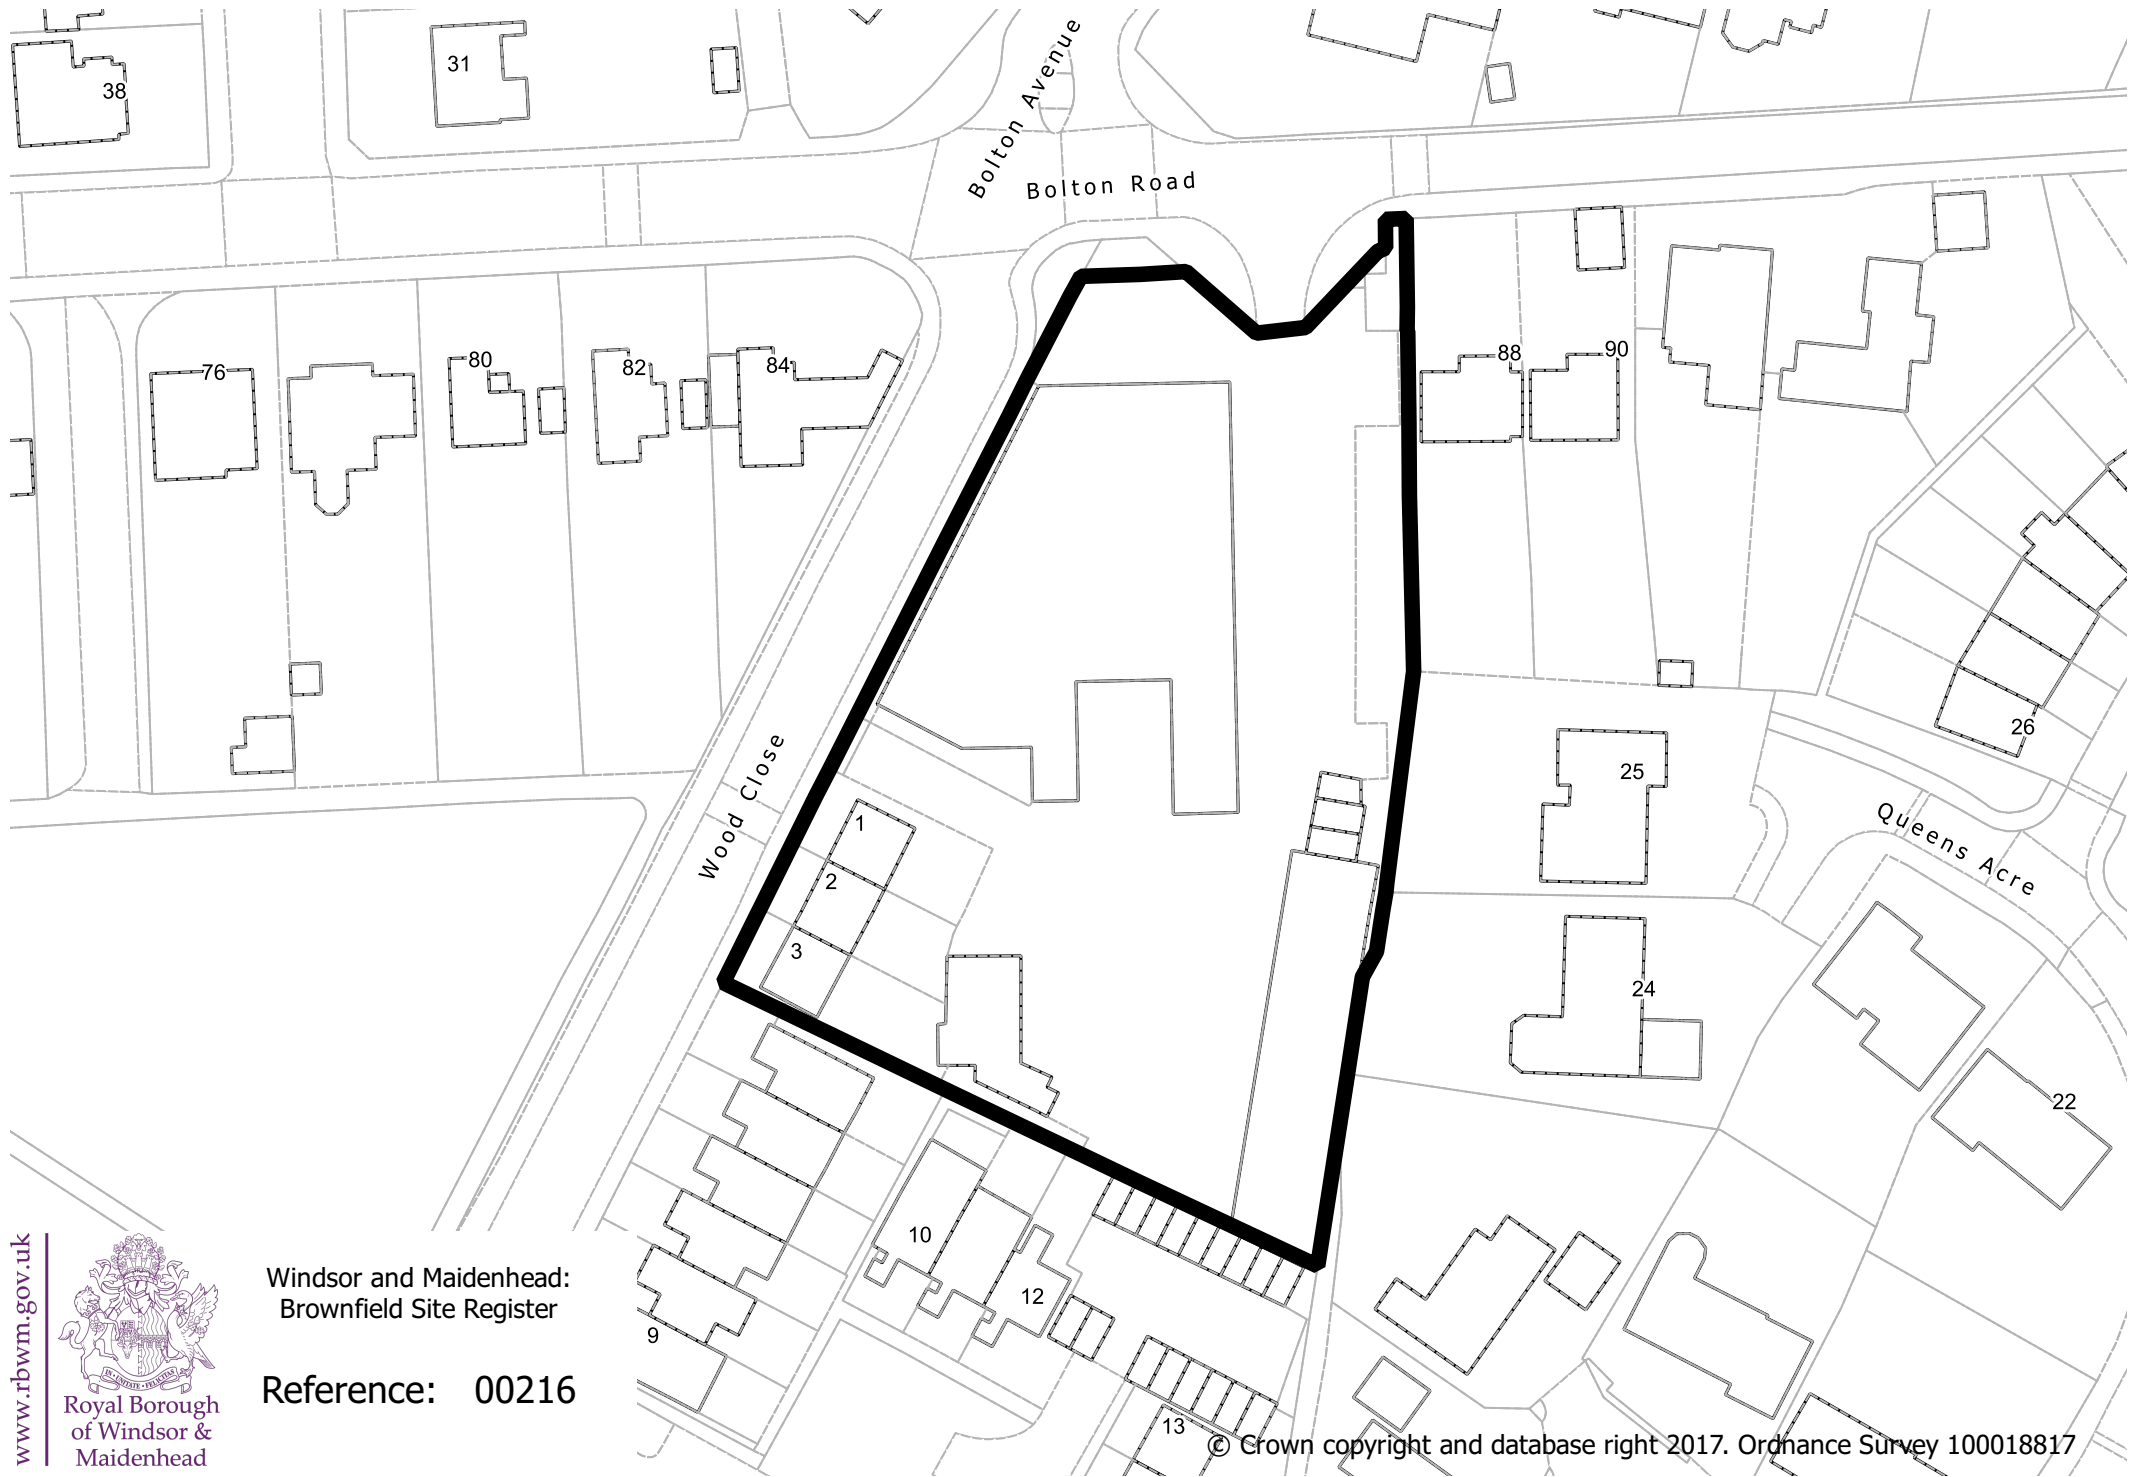 38
31
Bolton Avenue
Bolton Road
76
80
82
84
88
90
26
25
Queens Acre
Wood Close
1
2
3
24
22
10
12
9
13
www.rbwm.gov.uk
Royal Borough
of Windsor &
Maidenhead
Windsor and Maidenhead:
Brownfield Site Register
Reference: 00216
© Crown copyright and database right 2017. Ordnance Survey 100018817